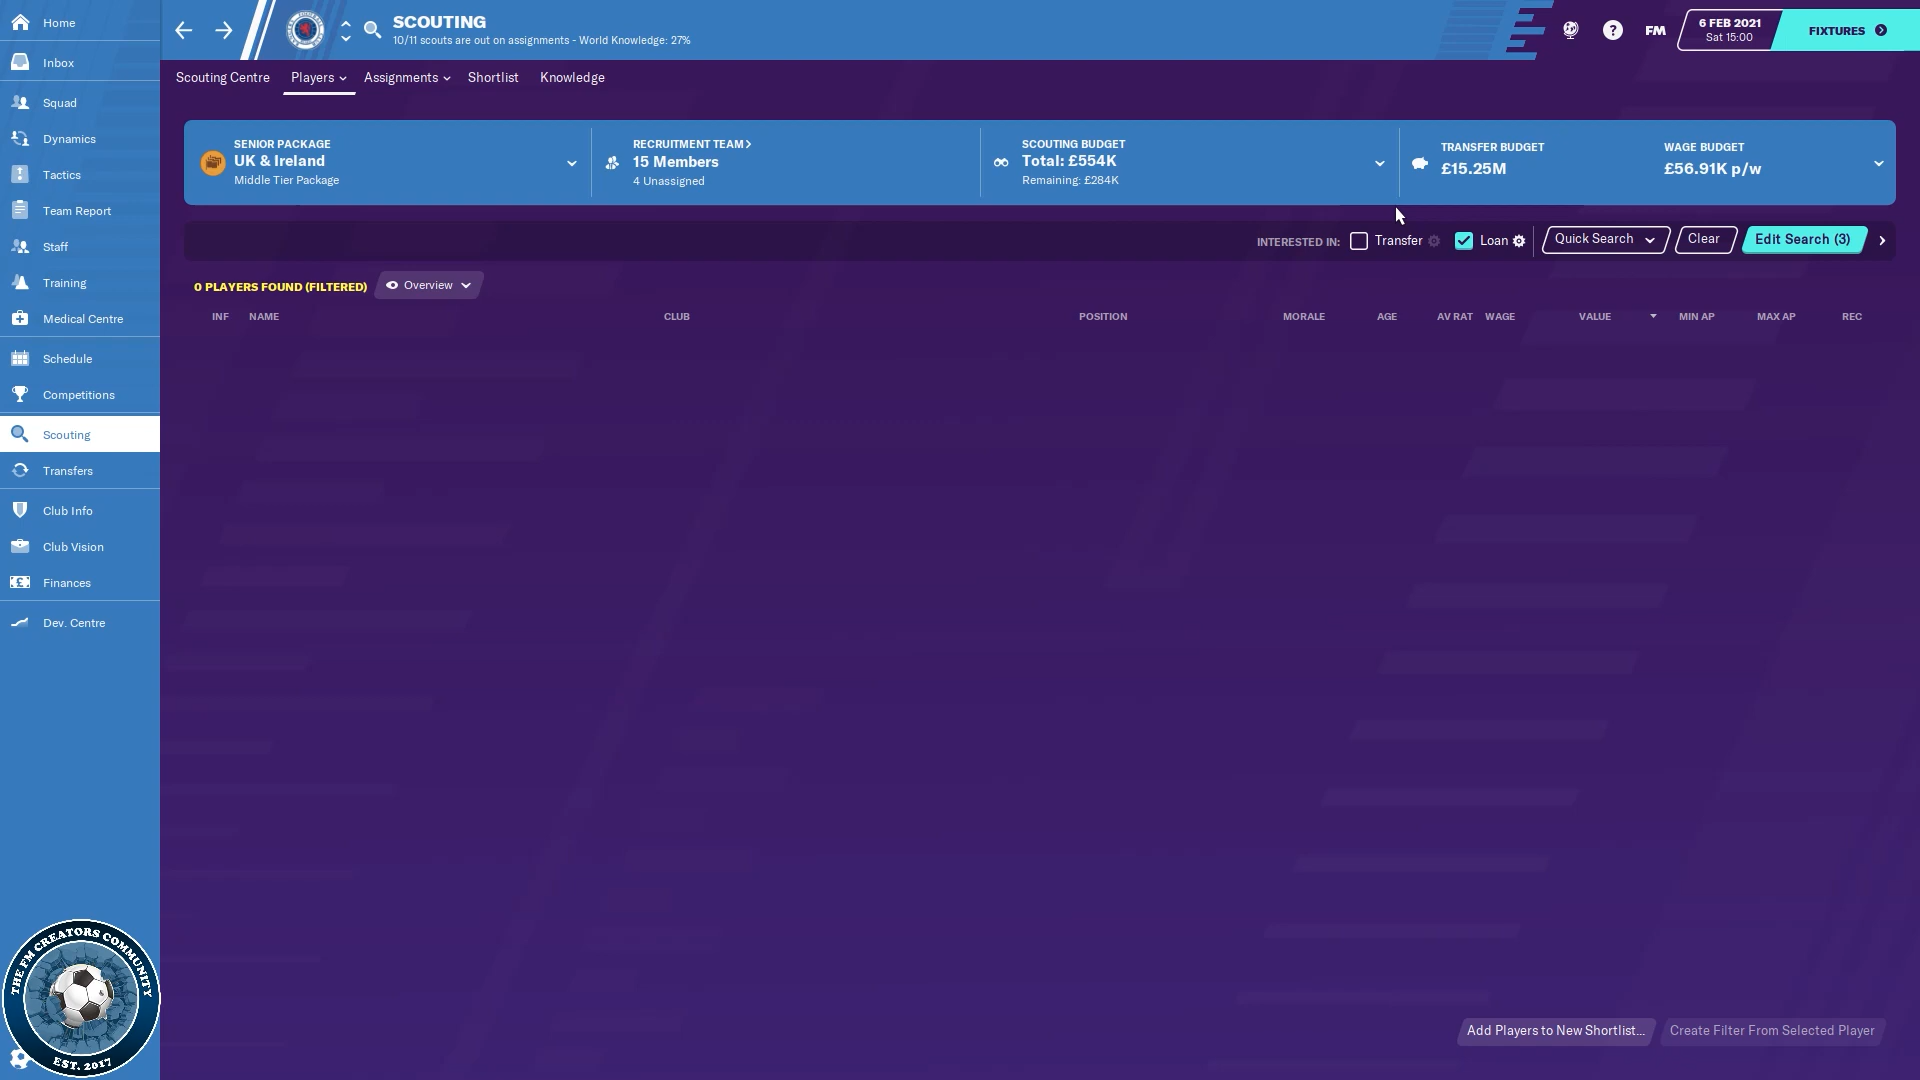 SCOUTING
10/11 scouts are out on assignments - World Knowledge: 27%
FM
6 FEB 2021
Sat 15:00
FIXTURES
Home
Inbox
Squad
Dynamics
Tactics
Team Report
Staff
Training
Medical Centre
Schedule
Competitions
Scouting
Transfers
Club Info
Club Vision
Finances
Dev. Centre
Scouting Centre
Players
Assignments
Shortlist
Knowledge
SENIOR PACKAGE
UK & Ireland
Middle Tier Package
RECRUITMENT TEAM
15 Members
4 Unassigned
SCOUTING BUDGET
Total: £554K
Remaining: £284K
TRANSFER BUDGET
£15.25M
WAGE BUDGET
£56.91K p/w
INTERESTED IN: Transfer Loan Quick Search Clear Edit Search (3)
0 PLAYERS FOUND (FILTERED) Overview
INF NAME CLUB POSITION MORALE AGE AV RAT WAGE VALUE MIN AP MAX AP REC
Add Players to New Shortlist... Create Filter From Selected Player
THE FM CREATORS COMMUNITY
EST. 2017